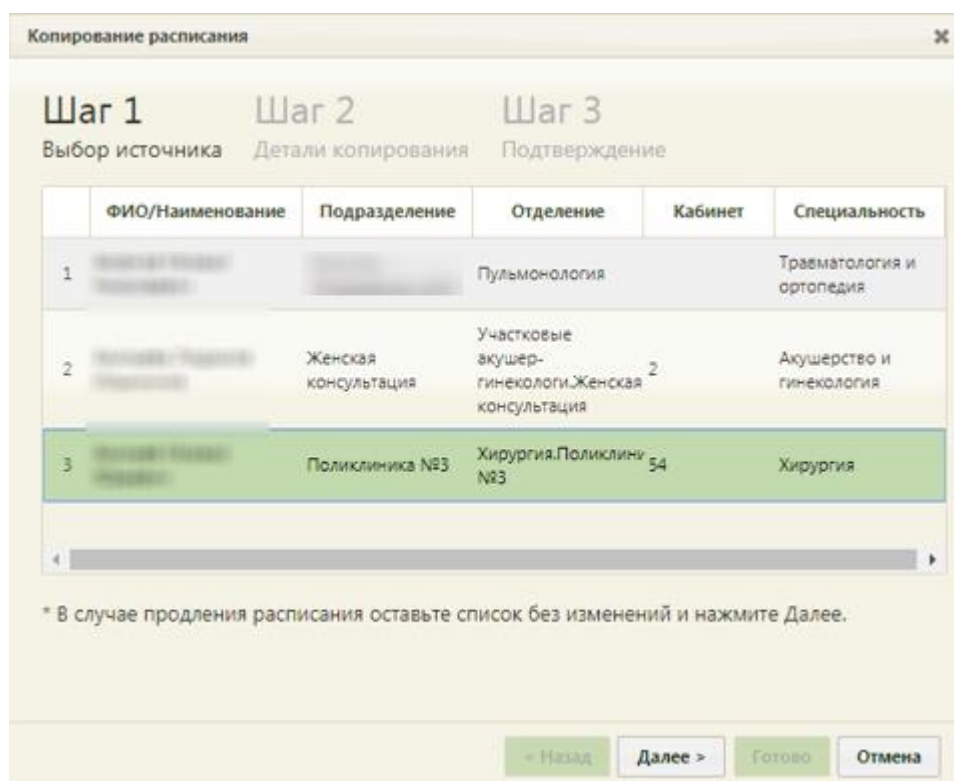 Копирование расписания
Шаг 1 Шаг 2 Шаг 3
Выбор источника Детали копирования Подтверждение
ФИО/Наименование Подразделение Отделение Кабинет Специальность
1 Пульмонология Травматология и
ортопедия
2 Женская
консультация
Участковые
акушер-
гинекологи.Женская
консультация
2
Акушерство и
гинекология
3 Поликлиника №3
Хирургия.Поликлини
№3
54
Хирургия
* В случае продления расписания оставьте список без изменений и нажмите Далее.
< Назад Далее > Готово Отмена